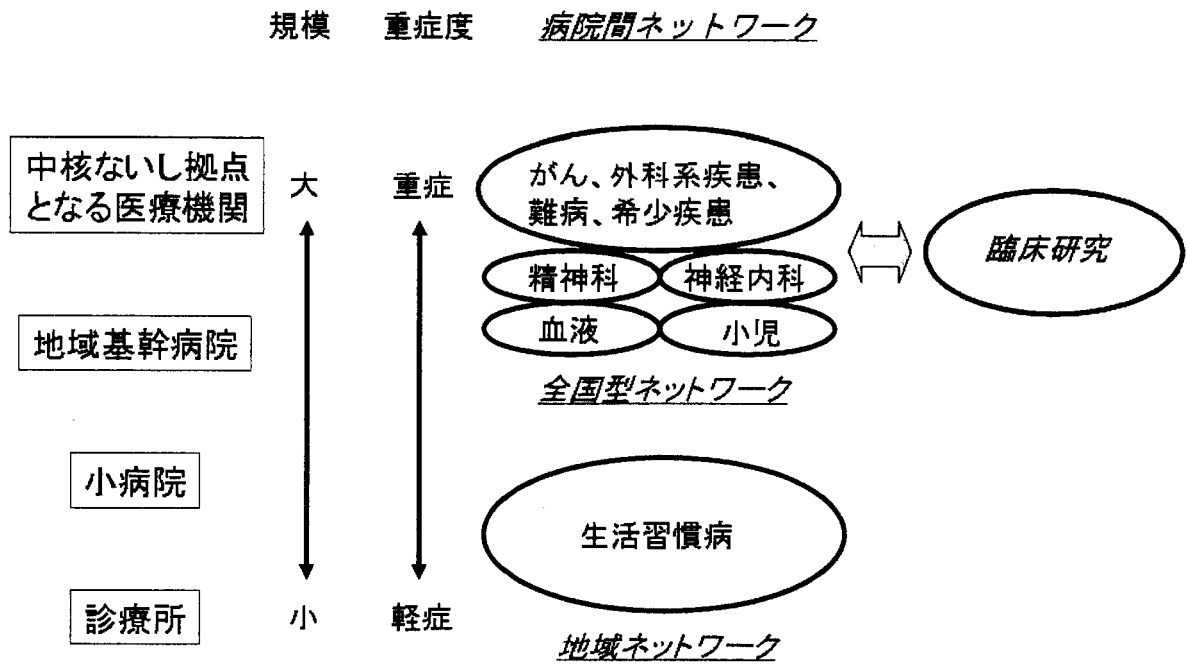 規模 重症度 病院間ネットワーク
中核ないし拠点
となる医療機関
大 重症
がん、外科系疾患、
難病、希少疾患
臨床研究
精神科 神経内科
血液 小児
地域基幹病院
全国型ネットワーク
小病院
生活習慣病
診療所 小 軽症
地域ネットワーク